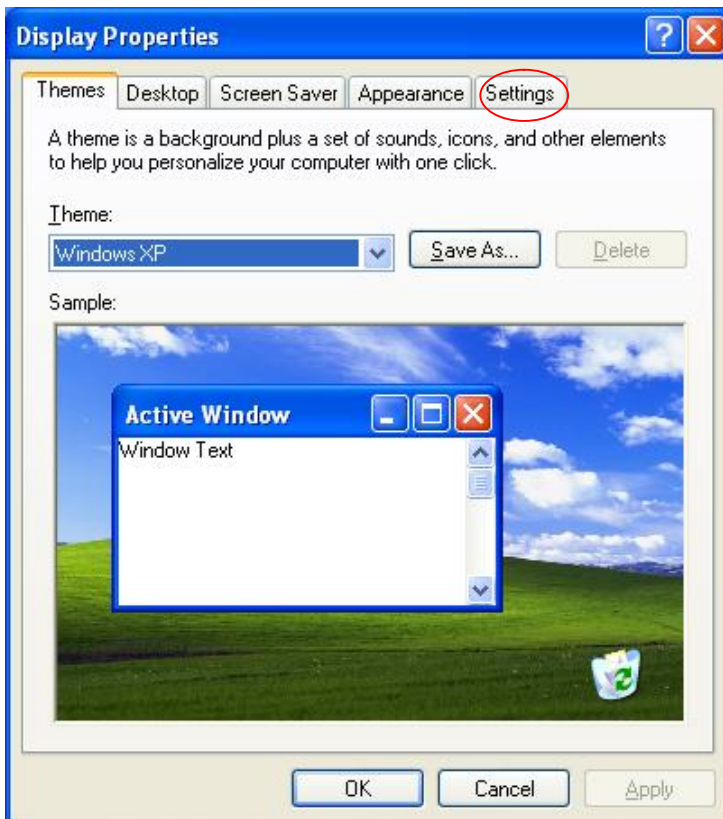 Display Properties
Themes Desktop Screen Saver Appearance Settings
A theme is a background plus a set of sounds, icons, and other elements
to help you personalize your computer with one click.
Theme:
Windows XP Save As... Delete
Sample:
Active Window
Window Text
OK Cancel Apply